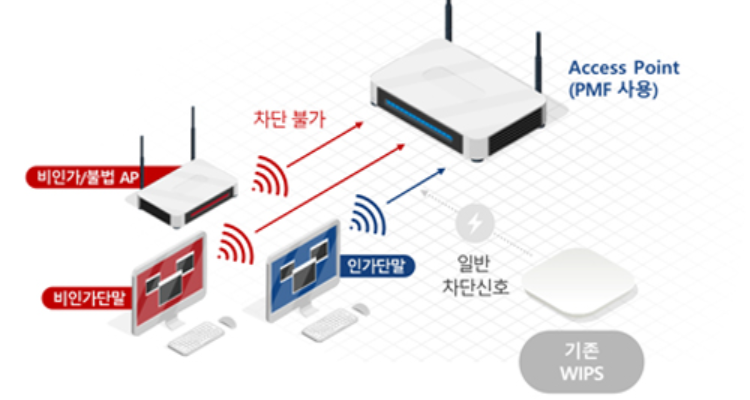 Access Point
(PMF 사용)
차단 불가
비인가/불법 AP
인가단말
비인가단말
일반
차단신호
기존
WIPS